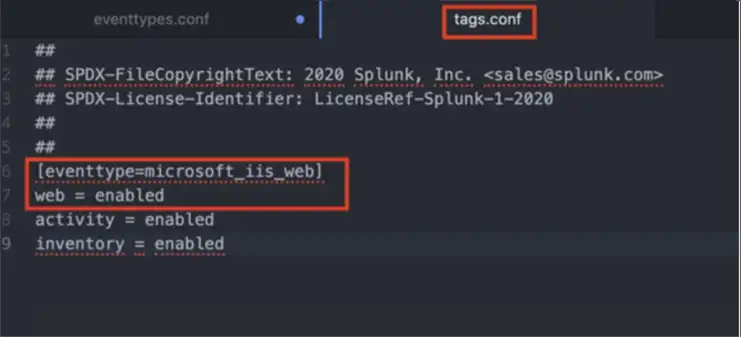 eventtypes.conf
tags.conf
1 ##
2 ## SPDX-FileCopyrightText: 2020 Splunk, Inc. <sales@splunk.com>
3 ## SPDX-License-Identifier: LicenseRef-Splunk-1-2020
4 ##
5 ##
6 [eventtype=microsoft_iis_web]
7 web = enabled
8 activity = enabled
9 inventory = enabled